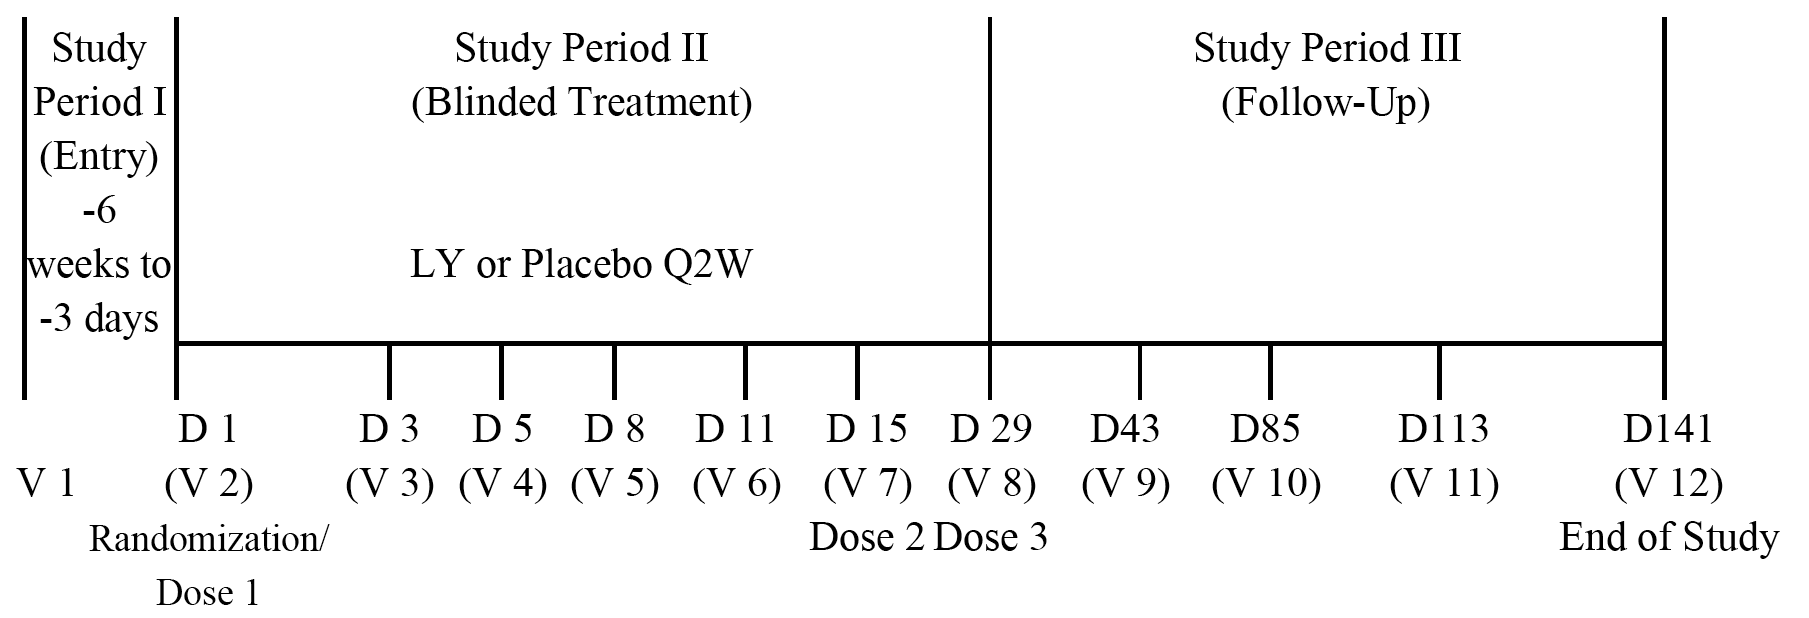 Study
Period I
(Entry)
-6
weeks to
-3 days
Study Period II
(Blinded Treatment)
LY or Placebo Q2W
Study Period III
(Follow-Up)
D 1 D 3 D 5 D 8 D 11 D 15 D 29 D43 D85 D113 D141
V 1 (V 2) (V 3) (V 4) (V 5) (V 6) (V 7) (V 8) (V 9) (V 10) (V 11) (V 12)
Randomization/ Dose 2 Dose 3 End of Study
Dose 1